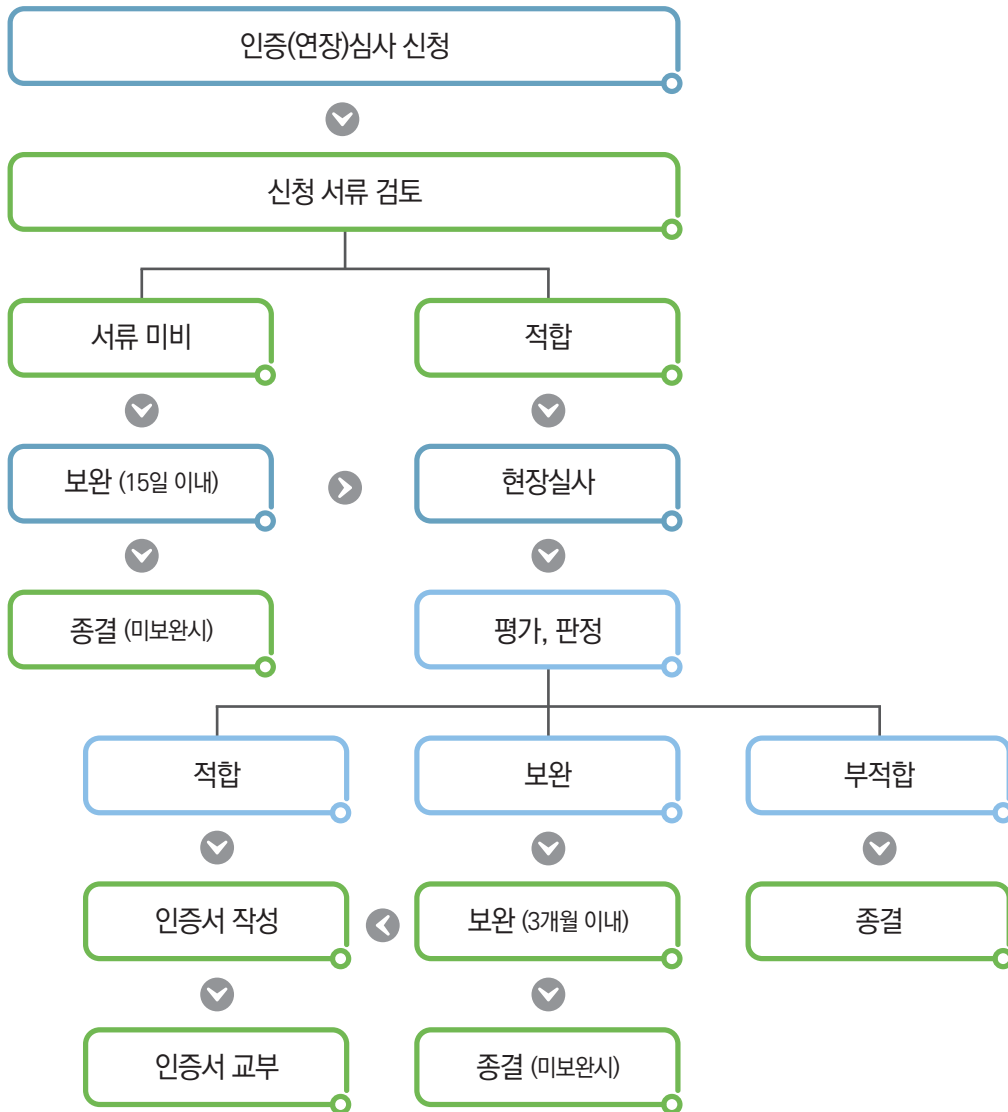 인증(연장)심사 신청
신청 서류 검토
서류 미비
적합
보완 (15일 이내)
현장실사
종결 (미보완시)
평가, 판정
적합
보완
부적합
인증서 작성
보완 (3개월 이내)
종결
인증서 교부
종결 (미보완시)